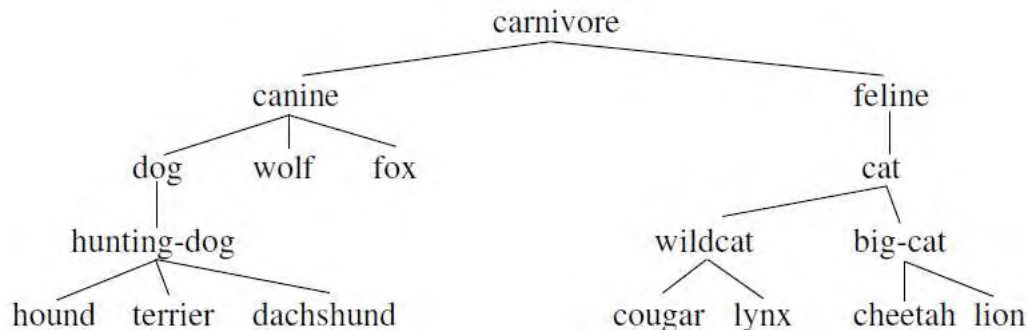 carnivore
canine feline
dog wolf fox cat
hunting-dog wildcat big-cat
hound terrier dachshund cougar lynx cheetah lion